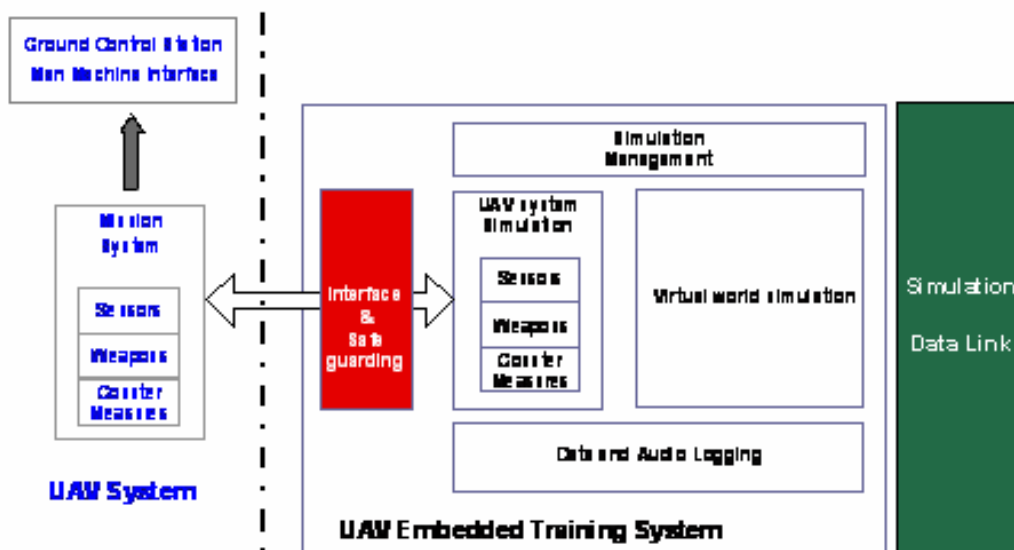 Ground Control Station
Man Machine Interface
Mission
System
Sensors
Weapons
Counter
Measures
UAV System
Interface
&
Safe
guarding
Simulation
Management
UAV system
Simulation
Sensors
Weapons
Counter
Measures
Virtual world simulation
Data and Audio Logging
UAV Embedded Training System
Simulation
Data Link